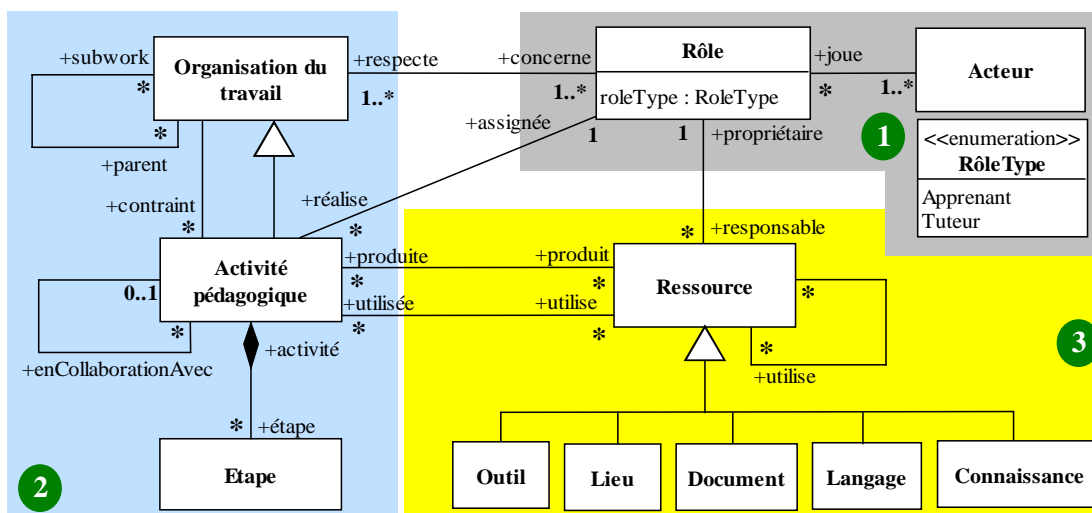 +subwork
Organisation du
travail
+respecte
+concerne
Rôle
+joue
Acteur
*
*
1..*
1..*
roleType : RoleType
*
1..*
+parent
+assignée
1
1
+propriétaire
1
<<enumeration>>
RôleType
Apprenant
Tuteur
+contraint
*
+réalise
*
+responsable
*
Activité
pédagogique
0..1
*
+produite
*
+produit
*
+utilisée
*
+utilise
*
Ressource
*
*
+utilise
3
+enCollaborationAvec
+activité
*
+étape
Etape
2
Outil
Lieu
Document
Langage
Connaissance